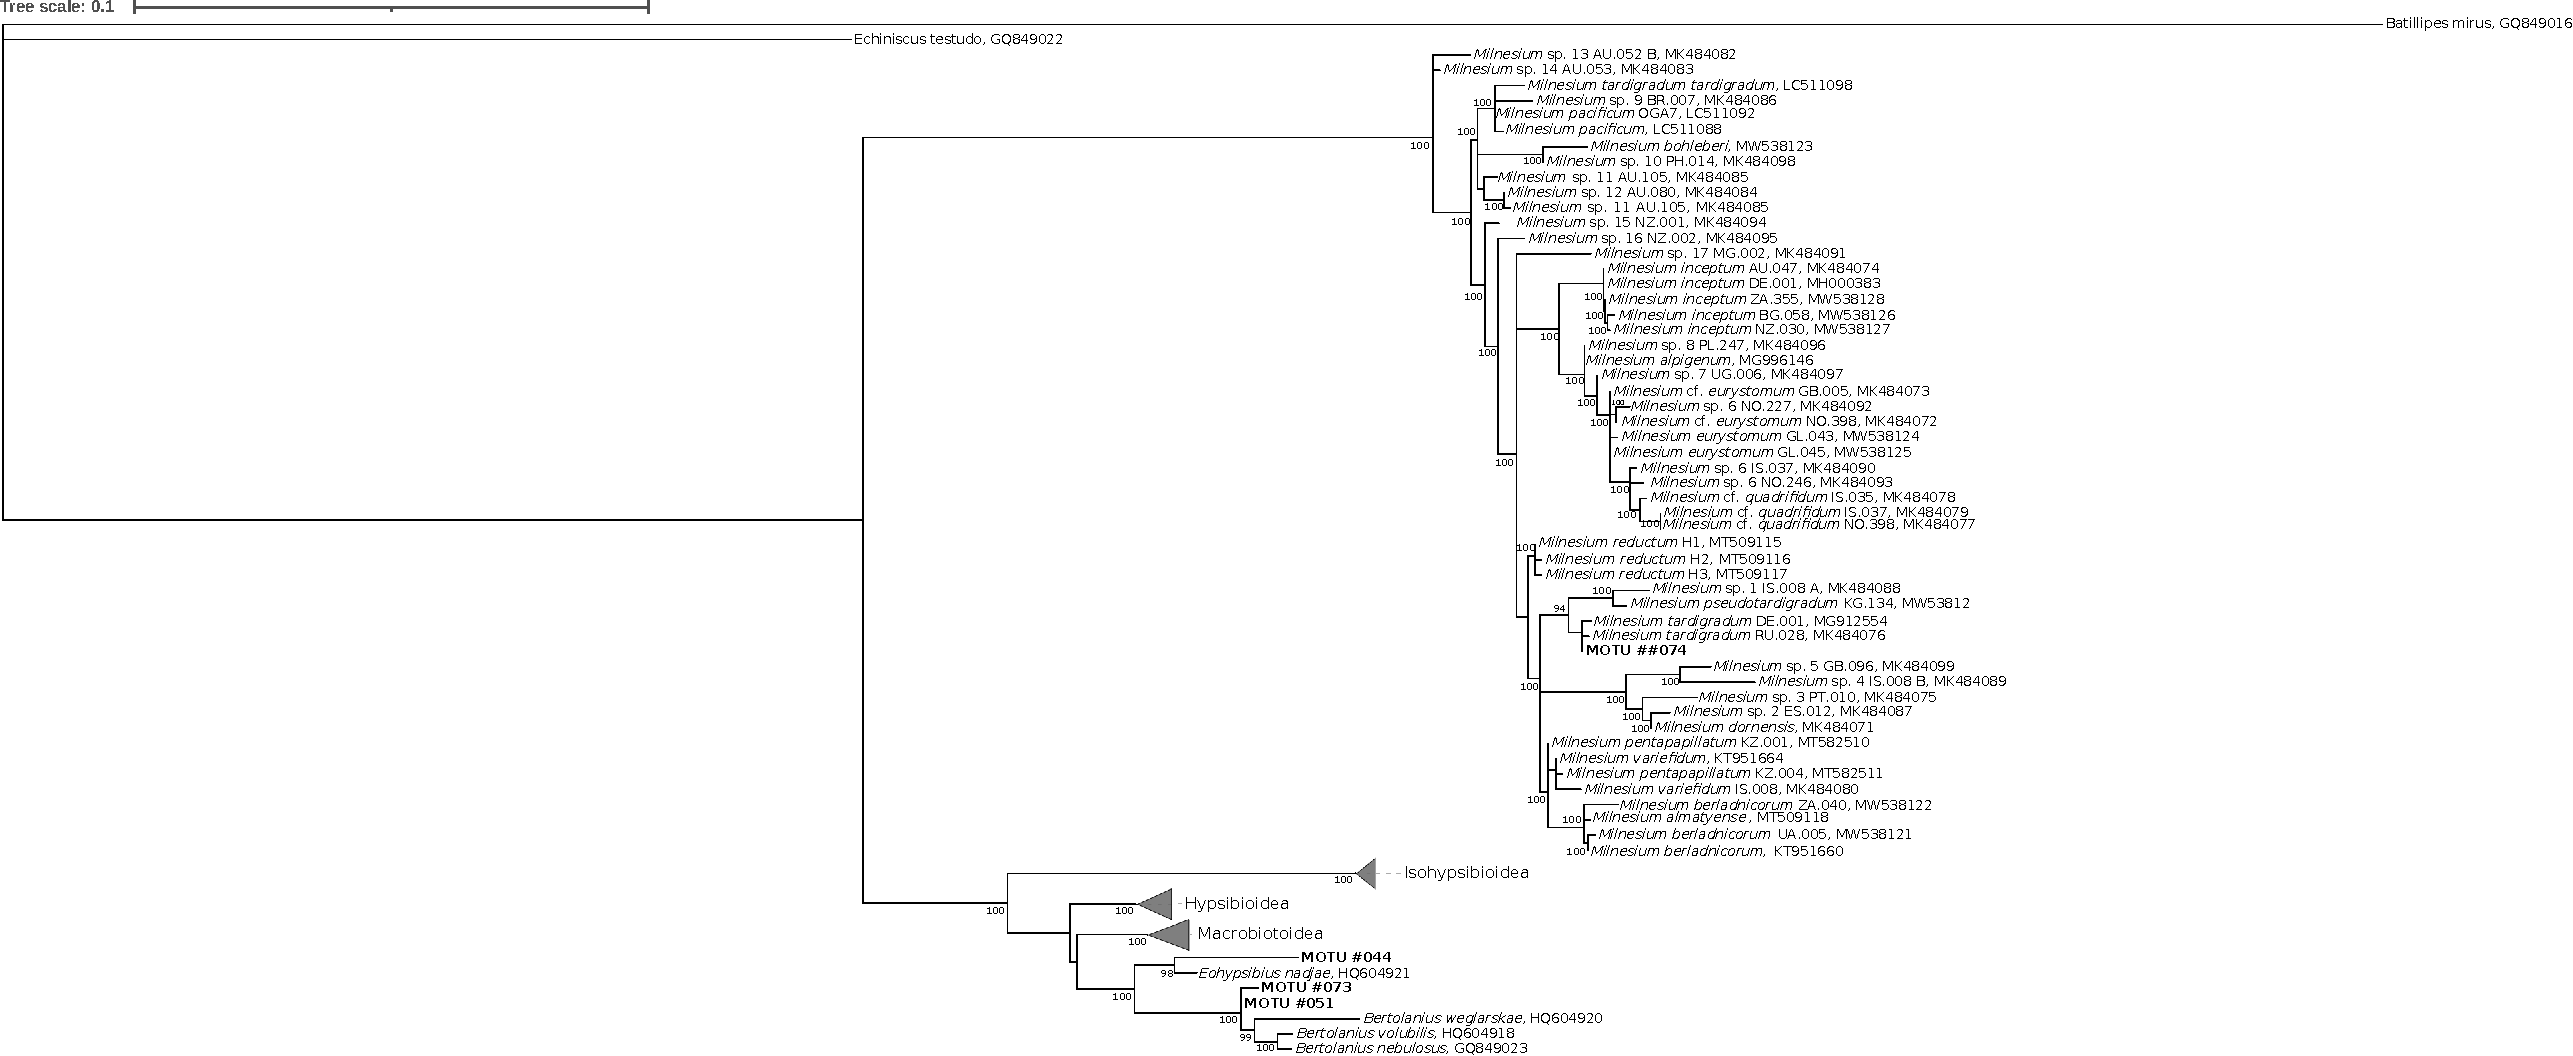 Tree scale: 0.1
Batillipes mirus, GQ849016
Echiniscus testudo, GQ849022
Milnesium sp. 13 AU.052 B, MK484082
Milnesium sp. 14 AU.053, MK484083
Milnesium tardigradum tardigradum, LC511098
100
Milnesium sp. 9 BR.007, MK484086
Milnesium pacificum OGA7, LC511092
100
Milnesium pacificum, LC511088
100
Milnesium bohleberi, MW538123
100
Milnesium sp. 10 PH.014, MK484098
Milnesium sp. 11 AU.105, MK484085
Milnesium sp. 12 AU.080, MK484084
100
Milnesium sp. 11 AU.105, MK484085
100
Milnesium sp. 15 NZ.001, MK484094
Milnesium sp. 16 NZ.002, MK484095
Milnesium sp. 17 MG.002, MK484091
Milnesium inceptum AU.047, MK484074
Milnesium inceptum DE.001, MH000383
100
100
Milnesium inceptum ZA.355, MW538128
100
Milnesium inceptum BG.058, MW538126
100
Milnesium inceptum NZ.030, MW538127
100
Milnesium sp. 8 PL.247, MK484096
100
Milnesium alpigenum, MG996146
Milnesium sp. 7 UG.006, MK484097
100
Milnesium cf. eurystomum GB.005, MK484073
100
100
Milnesium sp. 6 NO.227, MK484092
100
Milnesium cf. eurystomum NO.398, MK484072
Milnesium eurystomum GL.043, MW538124
Milnesium eurystomum GL.045, MW538125
100
Milnesium sp. 6 IS.037, MK484090
Milnesium sp. 6 NO.246, MK484093
100
Milnesium cf. quadrifidum IS.035, MK484078
100
Milnesium cf. quadrifidum IS.037, MK484079
100
Milnesium cf. quadrifidum NO.398, MK484077
100
Milnesium reductum H1, MT509115
Milnesium reductum H2, MT509116
Milnesium reductum H3, MT509117
100
Milnesium sp. 1 IS.008 A, MK484088
Milnesium pseudotardigradum KG.134, MW53812
94
Milnesium tardigradum DE.001, MG912554
Milnesium tardigradum RU.028, MK484076
MOTU ##074
Milnesium sp. 5 GB.096, MK484099
100
100
Milnesium sp. 4 IS.008 B, MK484089
100
Milnesium sp. 3 PT.010, MK484075
100
Milnesium sp. 2 ES.012, MK484087
100
Milnesium dornensis, MK484071
Milnesium pentapapillatum KZ.001, MT582510
Milnesium variefidum, KT951664
Milnesium pentapapillatum KZ.004, MT582511
Milnesium variefidum IS.008, MK484080
100
Milnesium berladnicorum ZA.040, MW538122
100
Milnesium almatyense, MT509118
Milnesium berladnicorum UA.005, MW538121
100
Milnesium berladnicorum, KT951660
100
Isohypsibioidea
100
100
Hypsibioidea
100
Macrobiotoidea
MOTU #044
98
Eohypsibius nadjae, HQ604921
MOTU #073
100
MOTU #051
100
Bertolanius weglarskae, HQ604920
99
Bertolanius volubilis, HQ604918
100
Bertolanius nebulosus, GQ849023